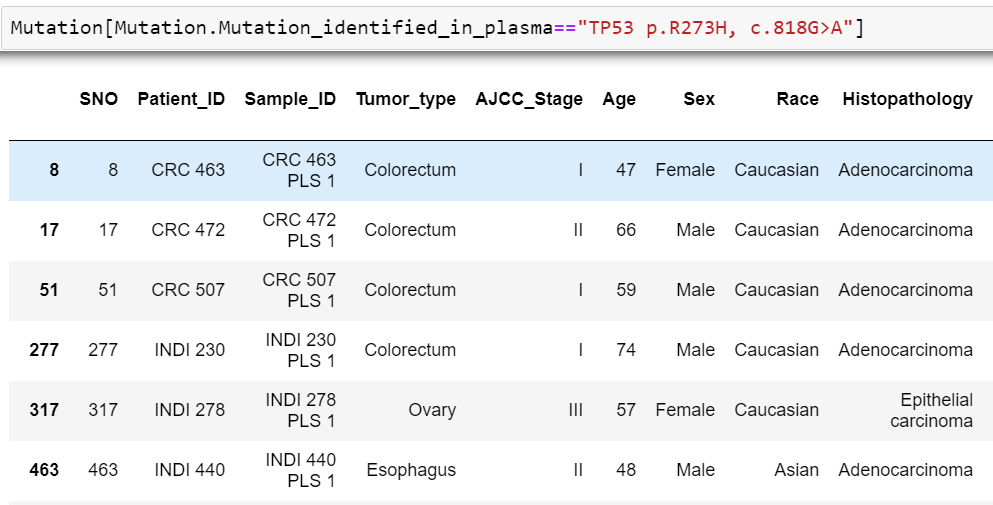 Mutation[Mutation.Mutation_identified_in_plasma=="TP53 p.R273H, c.818G>A"]
SNO Patient_ID Sample_ID Tumor_type AJCC_Stage Age Sex Race Histopathology
8 8 CRC 463 CRC 463 PLS 1 Colorectum I 47 Female Caucasian Adenocarcinoma
17 17 CRC 472 CRC 472 PLS 1 Colorectum II 66 Male Caucasian Adenocarcinoma
51 51 CRC 507 CRC 507 PLS 1 Colorectum I 59 Male Caucasian Adenocarcinoma
277 277 INDI 230 INDI 230 PLS 1 Colorectum I 74 Male Caucasian Adenocarcinoma
317 317 INDI 278 INDI 278 PLS 1 Ovary III 57 Female Caucasian Epithelial carcinoma
463 463 INDI 440 INDI 440 PLS 1 Esophagus II 48 Male Asian Adenocarcinoma